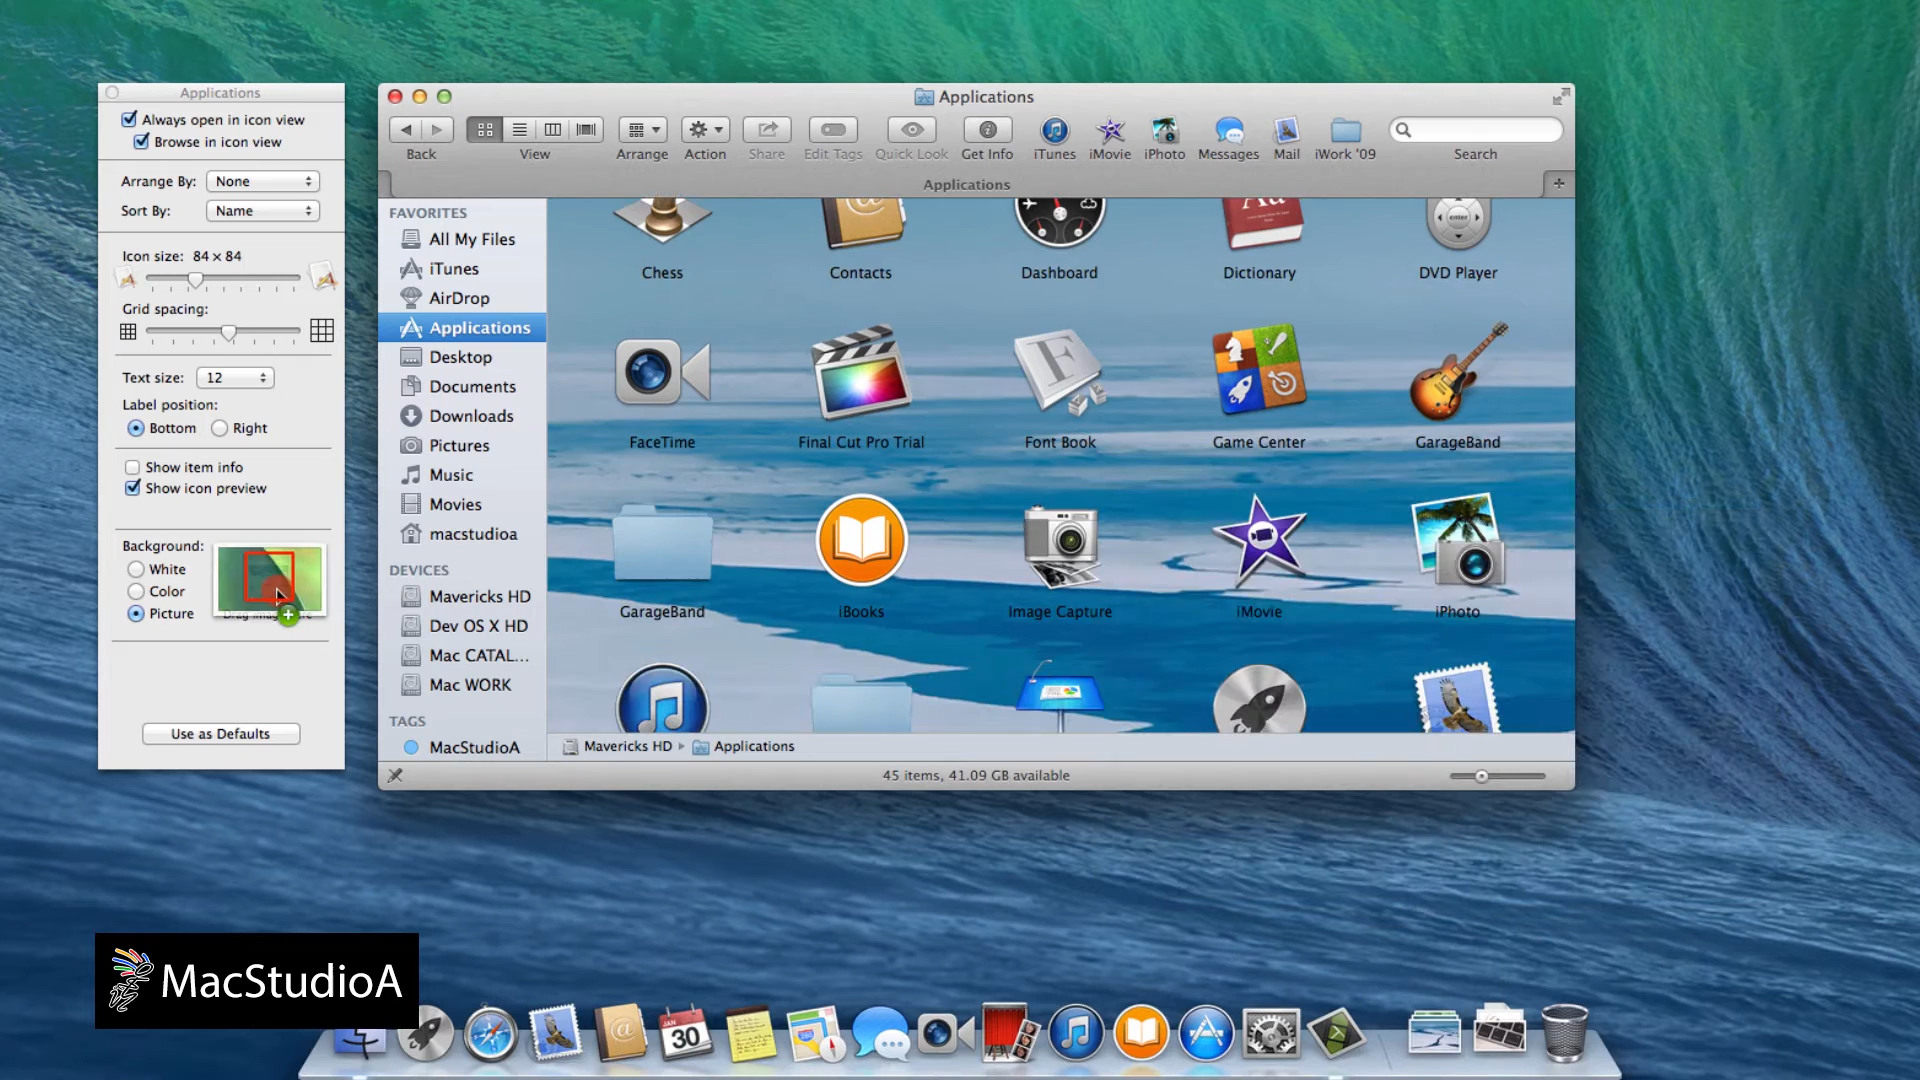 Applications
Always open in icon view
Browse in icon view
Arrange By: None
Sort By: Name
Icon size: 84 × 84
Grid spacing:
Text size: 12
Label position:
Bottom Right
Show item info
Show icon preview
Background:
White
Color
Picture
Use as Defaults
Applications
Back View Arrange Action Share Edit Tags Quick Look Get Info iTunes iMovie iPhoto Messages Mail iWork '09 Search
Applications
FAVORITES
All My Files
iTunes
AirDrop
Applications
Desktop
Documents
Downloads
Pictures
Music
Movies
macstudioa
DEVICES
Mavericks HD
Dev OS X HD
Mac CATAL...
Mac WORK
TAGS
MacStudioA
Aa
enter
Chess Contacts Dashboard Dictionary DVD Player
FaceTime Final Cut Pro Trial Font Book Game Center GarageBand
GarageBand iBooks Image Capture iMovie iPhoto
Mavericks HD Applications
45 items, 41.09 GB available
MacStudioA
JAN
30